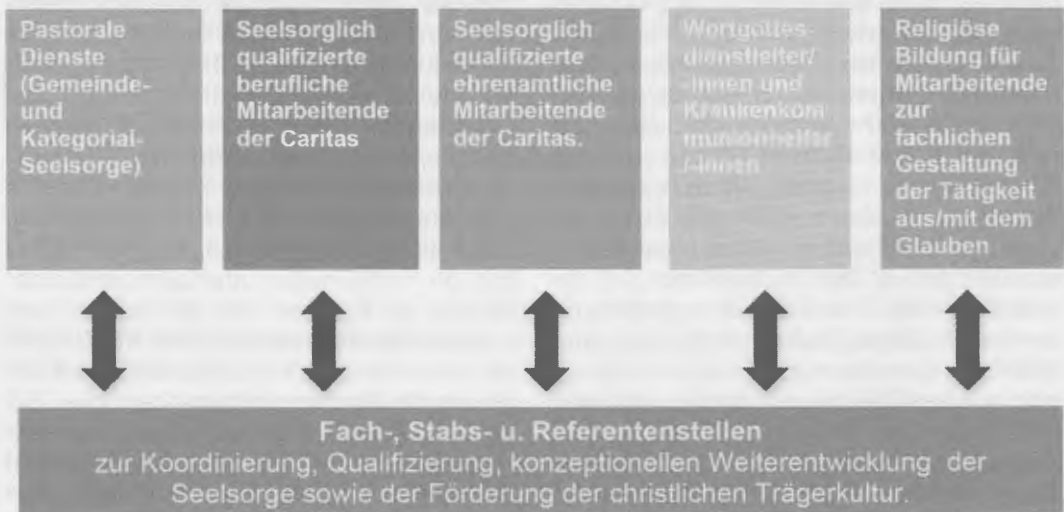 Pastorale
Dienste
(Gemeinde-
und
Kategorial-
Seelsorge)
Seelsorglich
qualifizierte
berufliche
Mitarbeitende
der Caritas
Seelsorglich
qualifizierte
ehrenamtliche
Mitarbeitende
der Caritas.
Wortgottes-
dienstleiter/
-innen und
Krankenkom
munionhelfer
/-innen
Religiöse
Bildung für
Mitarbeitende
zur
fachlichen
Gestaltung
der Tätigkeit
aus/mit dem
Glauben
Fach-, Stabs- u. Referentenstellen
zur Koordinierung, Qualifizierung, konzeptionellen Weiterentwicklung der
Seelsorge sowie der Förderung der christlichen Trägerkultur.